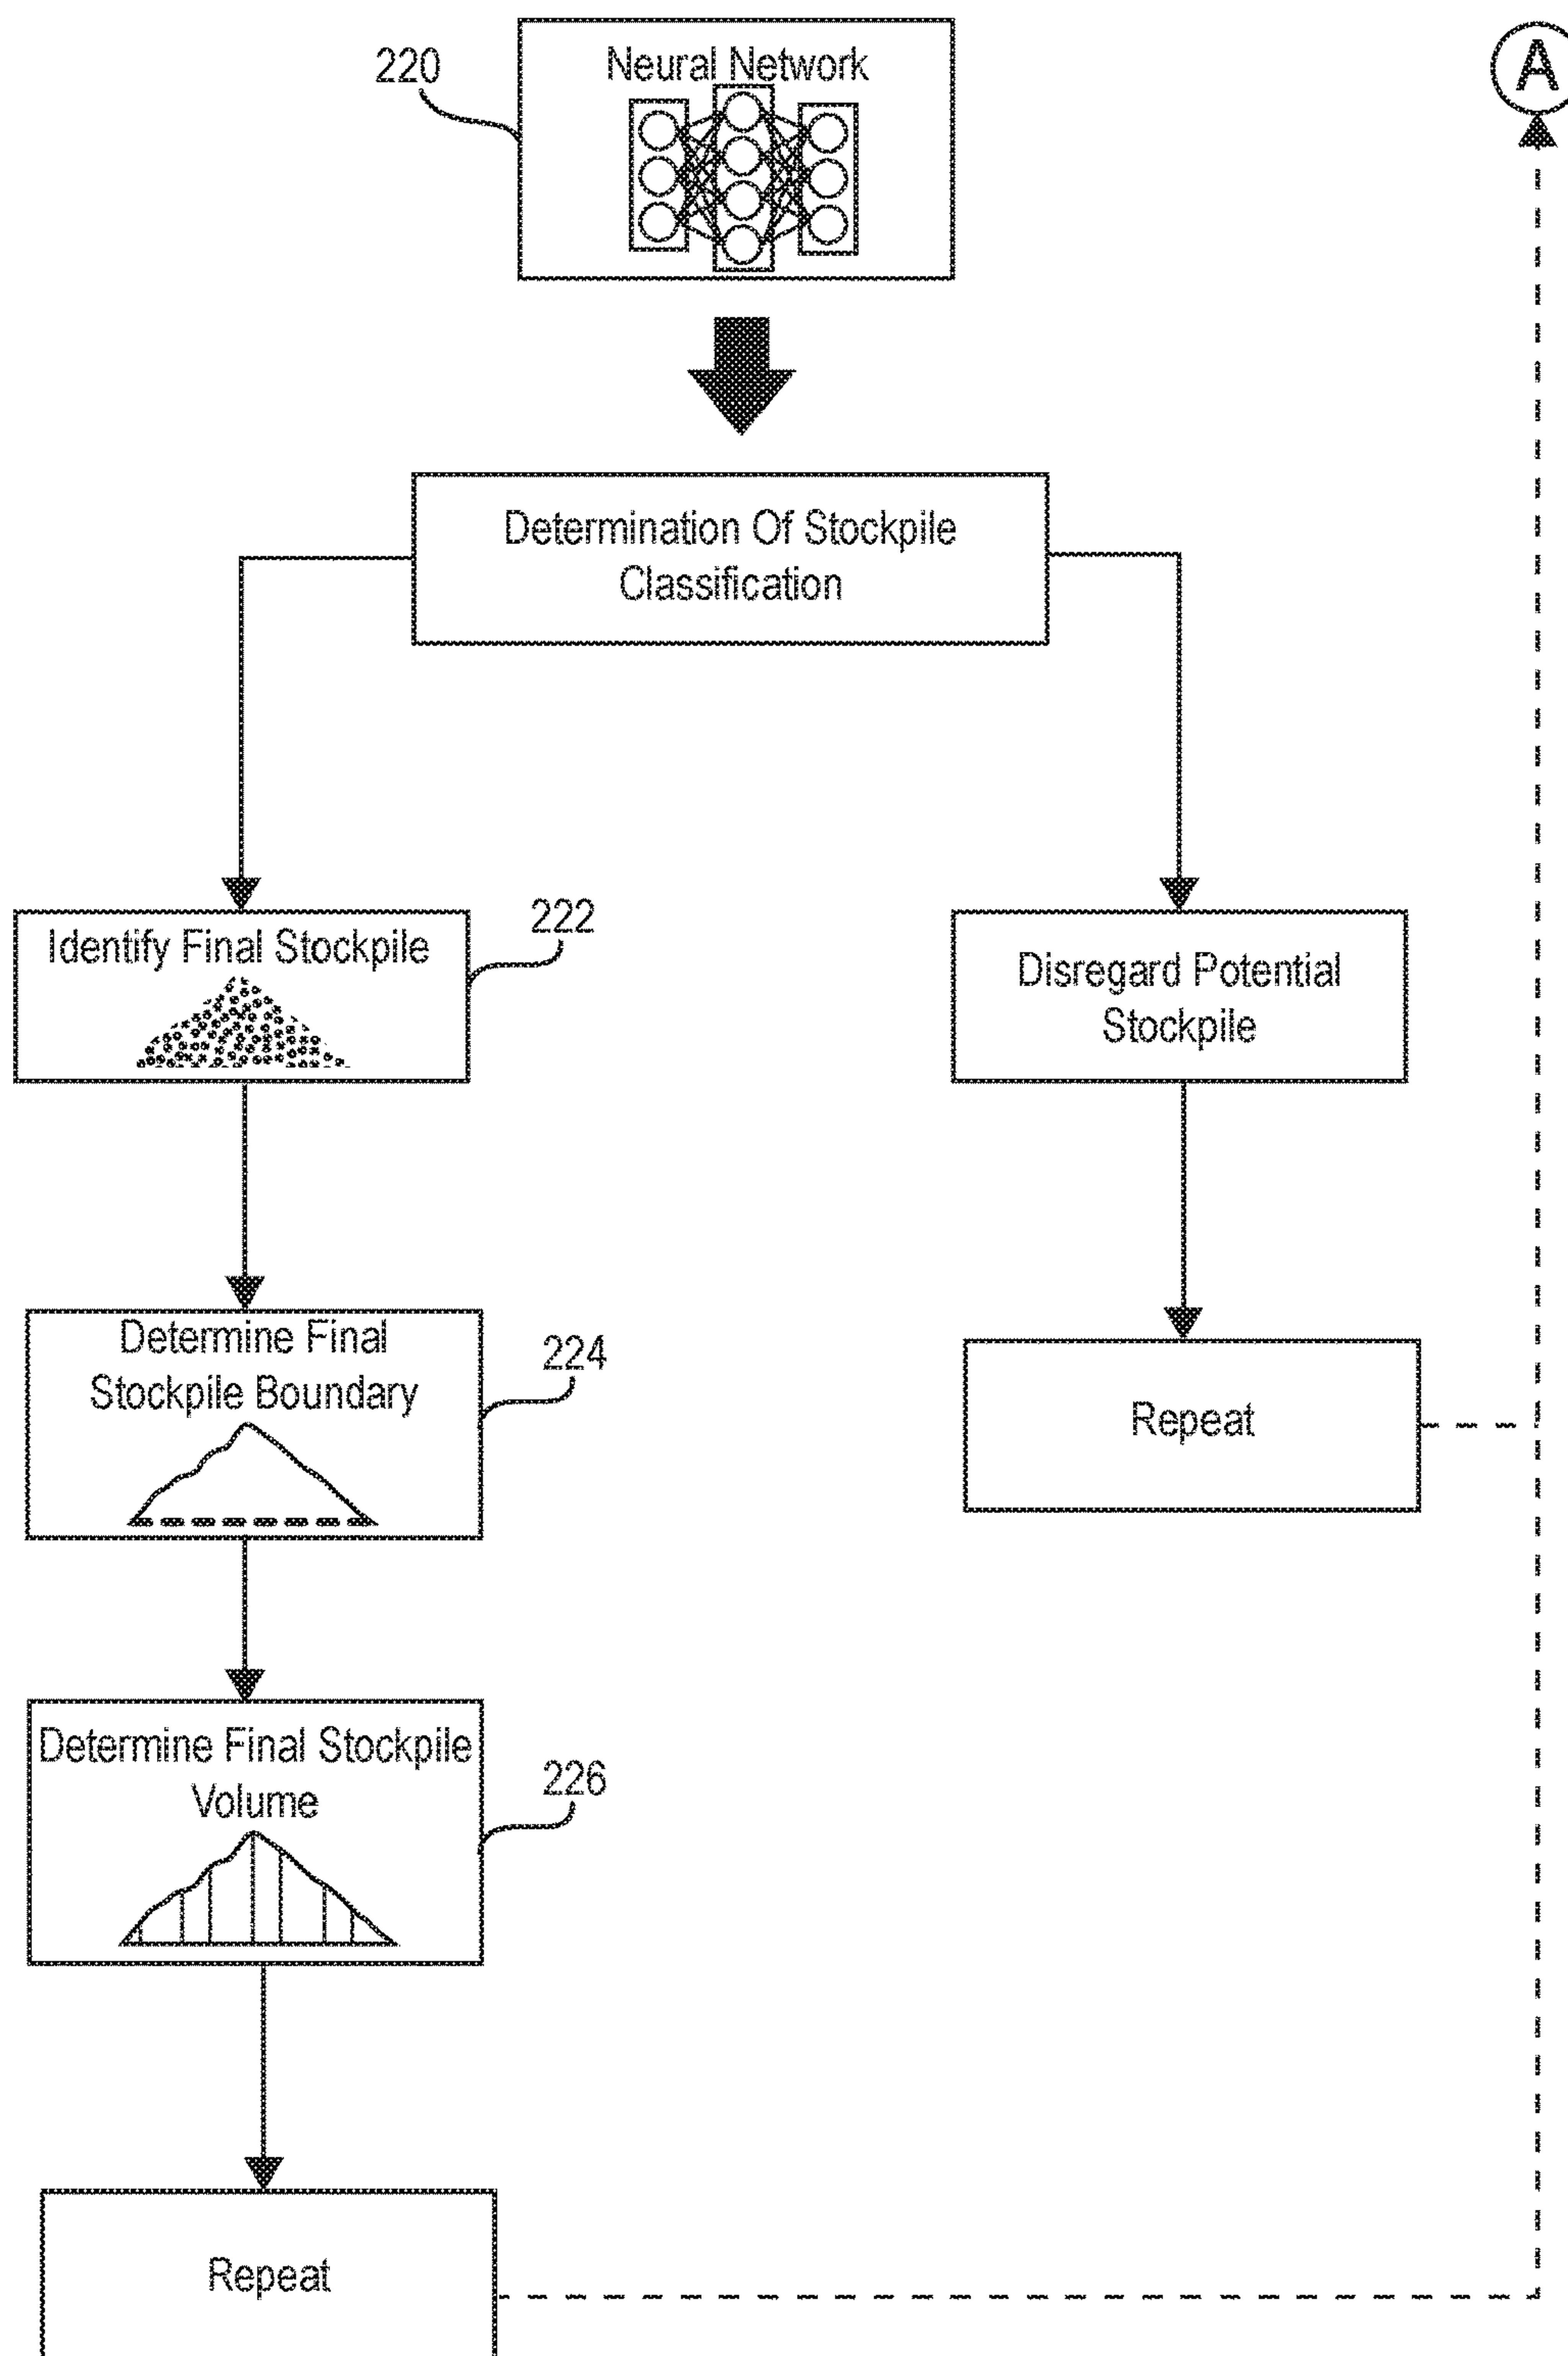 220
Neural Network
A
Determination Of Stockpile
Classification
Identify Final Stockpile
222
Disregard Potential
Stockpile
Determine Final
Stockpile Boundary
224
Repeat
Determine Final Stockpile
Volume
226
Repeat